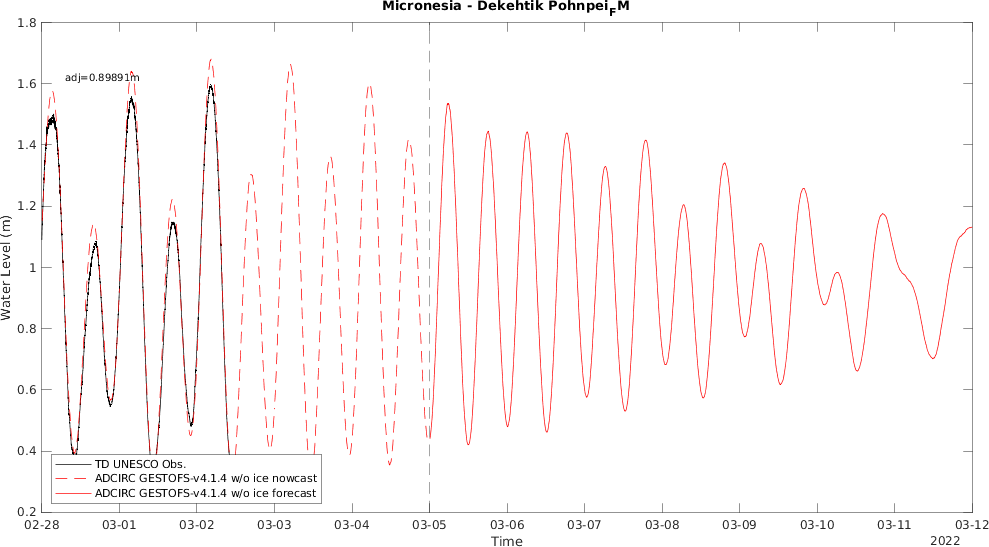 Micronesia - Dekehtik Pohnpei_FM
1.8
1.6
1.4
1.2
1
0.8
0.6
0.4
0.2
Water Level (m)
adj=0.89891m
TD UNESCO Obs.
ADCIRC GESTOFS-v4.1.4 w/o ice nowcast
ADCIRC GESTOFS-v4.1.4 w/o ice forecast
02-28 03-01 03-02 03-03 03-04 03-05 03-06 03-07 03-08 03-09 03-10 03-11 03-12
Time
2022